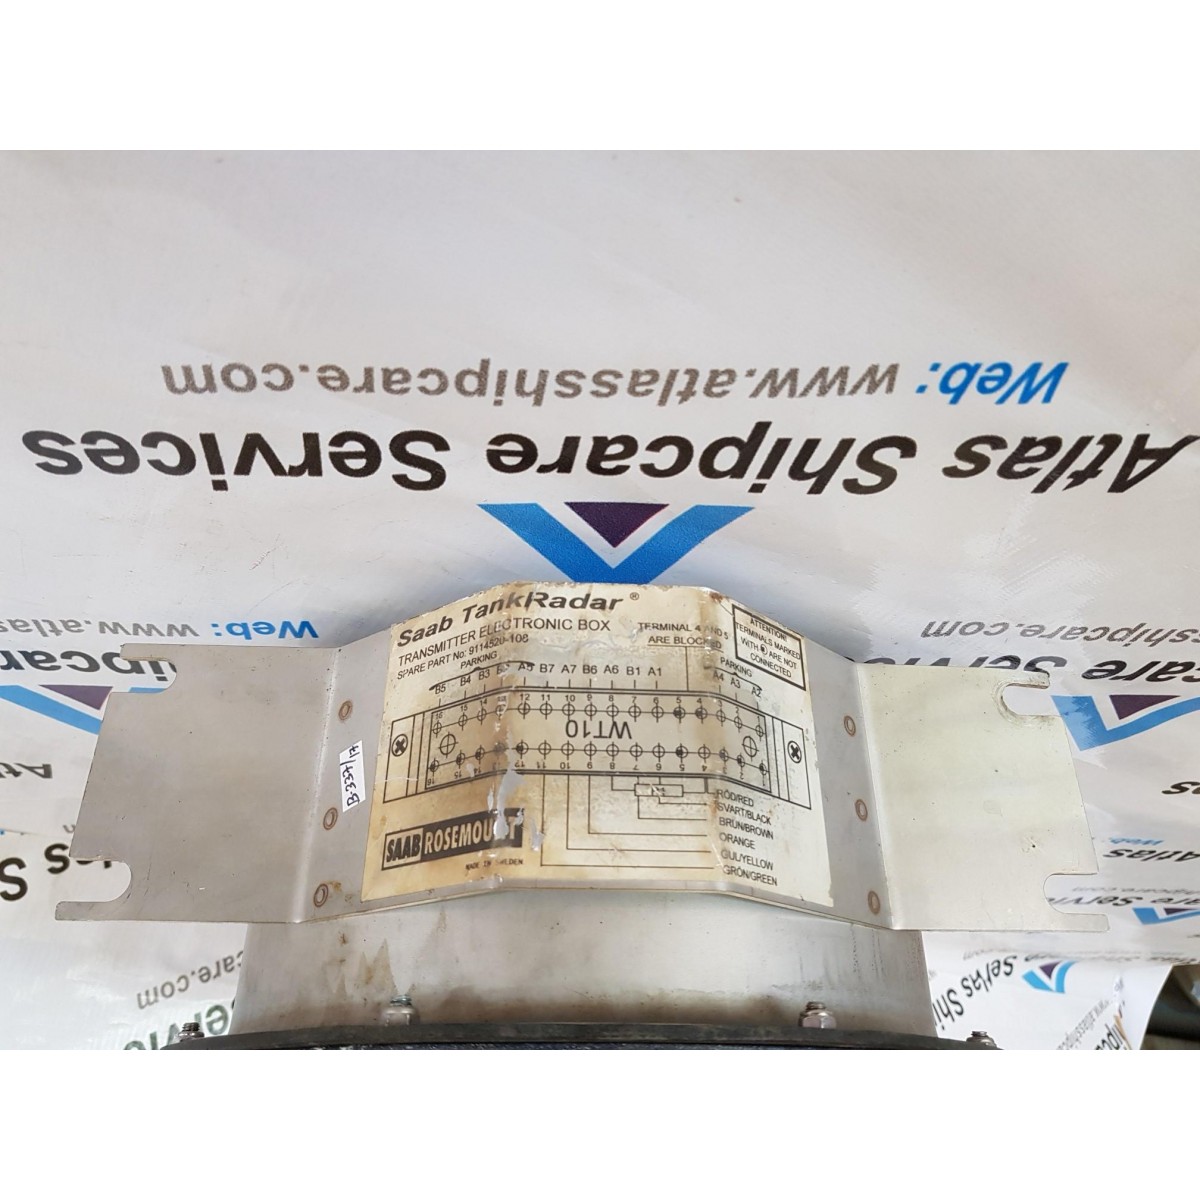 Web: www.atlasshipcare.com
Atlas Shipcare Services
Saab TankRadar®
TRANSMITTER ELECTRONIC BOX
SPARE PART No: 9114520-108
TERMINAL 4 AND 5
ARE BLOCKED
ATTENTION!
TERMINALS MARKED
WITH ARE NOT
CONNECTED
PARKING
PARKING
B5 B4 B3 A5 B7 A7 B6 A6 B1 A1 A4 A3 A2
WT10
RÖD/RED
SVART/BLACK
BRUN/BROWN
ORANGE
GUL/YELLOW
GRÖN/GREEN
SAAB ROSEMOUNT
MADE IN SWEDEN
B-337/17